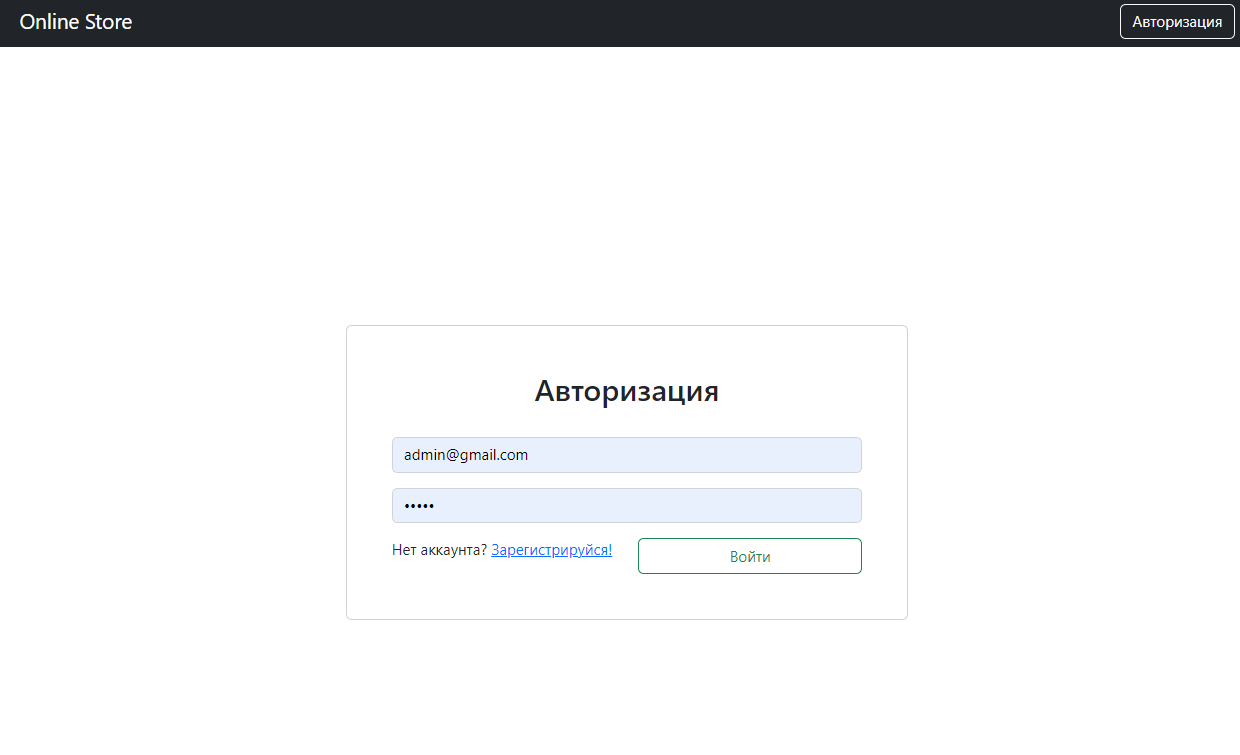 Online Store
Авторизация
Авторизация
admin@gmail.com
•••••
Нет аккаунта? Зарегистрируйся!
Войти